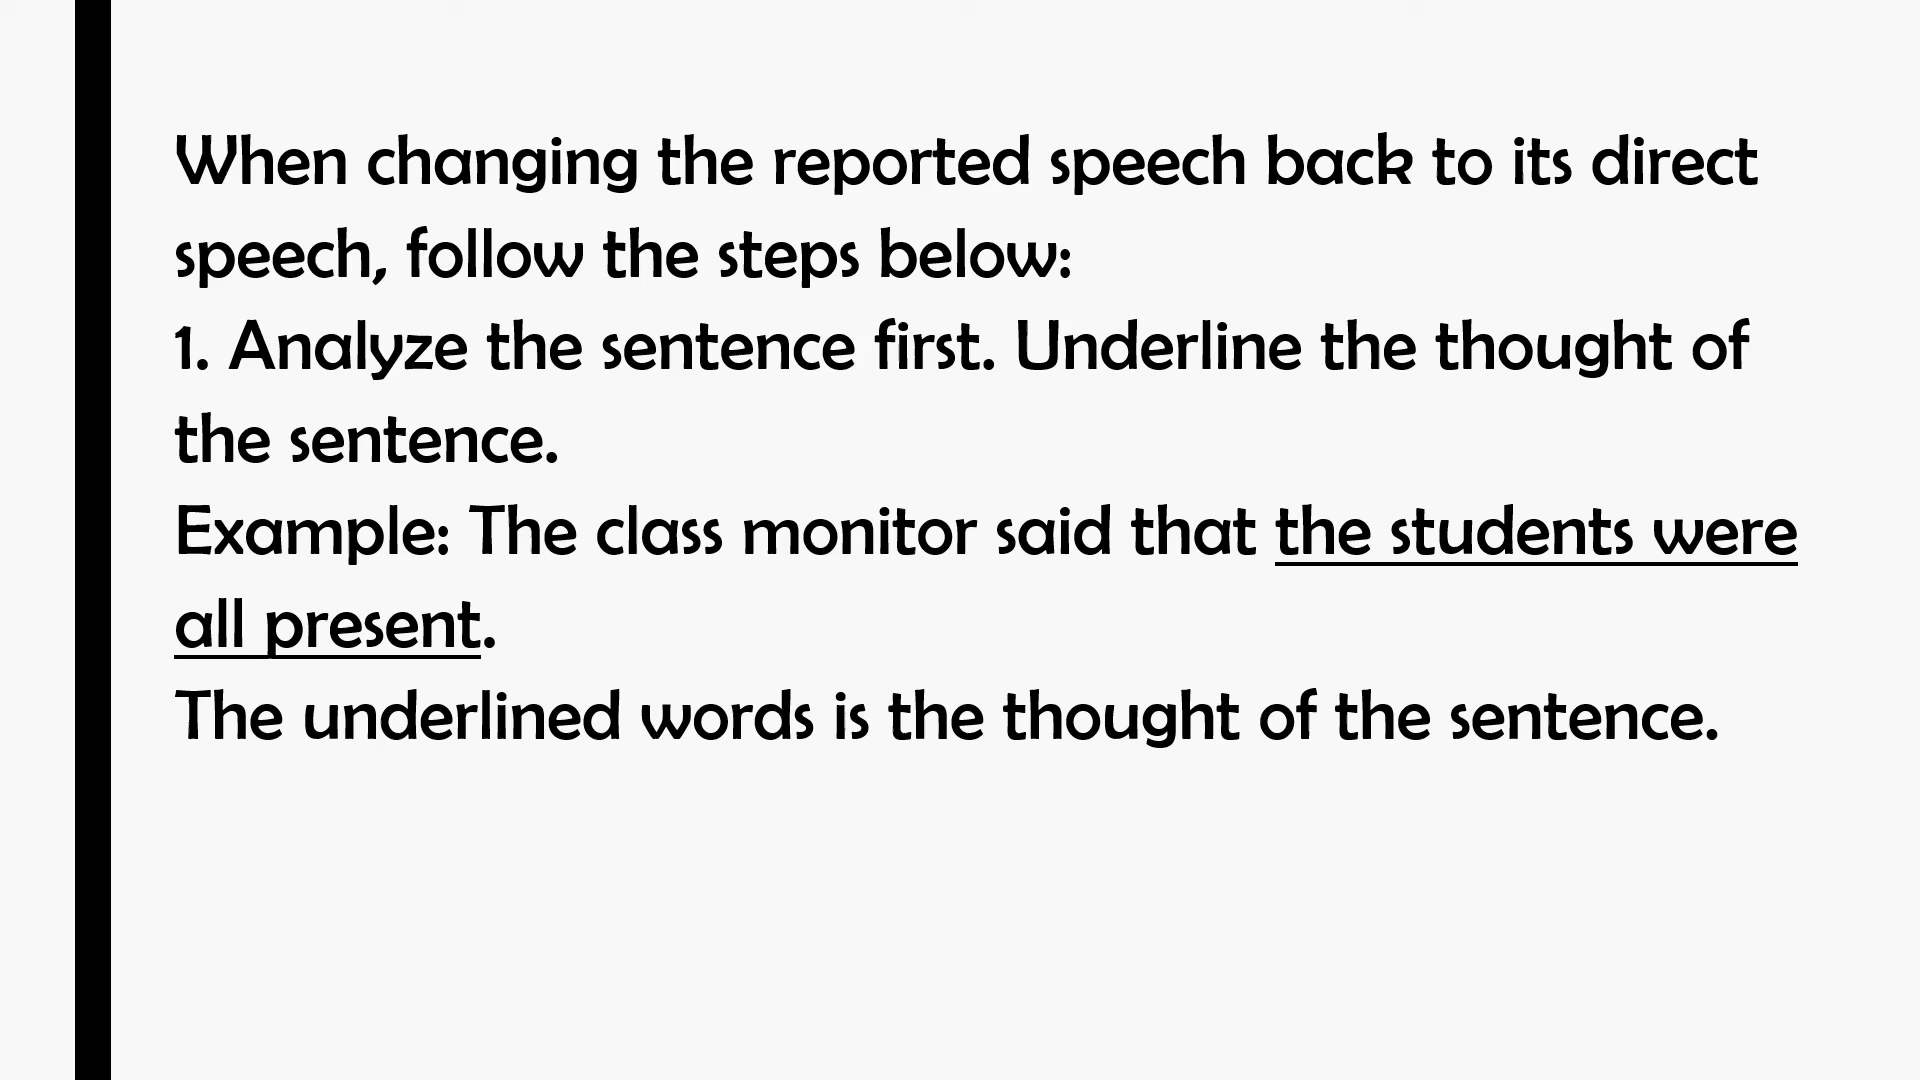 When changing the reported speech back to its direct
speech, follow the steps below:
1. Analyze the sentence first. Underline the thought of
the sentence.
Example: The class monitor said that the students were
all present.
The underlined words is the thought of the sentence.